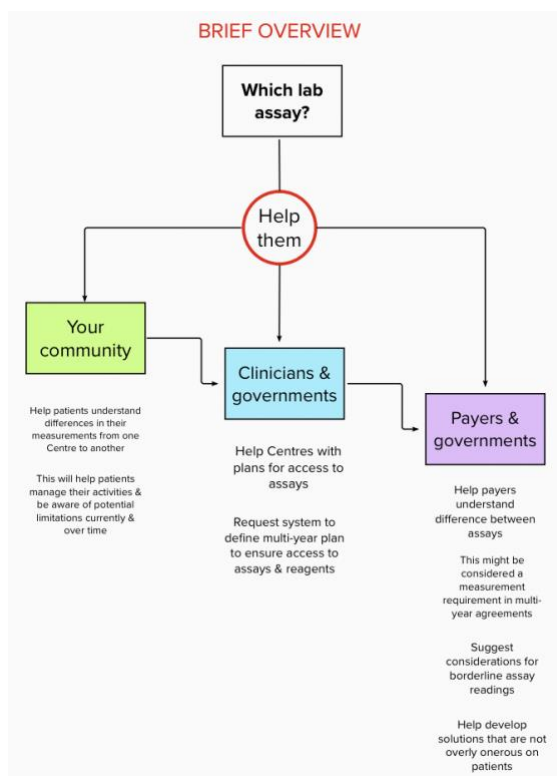 BRIEF OVERVIEW
Which lab
assay?
Help
them
Your
community
Help patients understand
differences in their
measurements from one
Centre to another
This will help patients
manage their activities &
be aware of potential
limitations currently &
over time
Clinicians &
governments
Help Centres with
plans for access to
assays
Request system to
define multi-year plan
to ensure access to
assays & reagents
Payers &
governments
Help payers
understand
difference between
assays
This might be
considered a
measurement
requirement in multi-
year agreements
Suggest
considerations for
borderline assay
readings
Help develop
solutions that are not
overly onerous on
patients